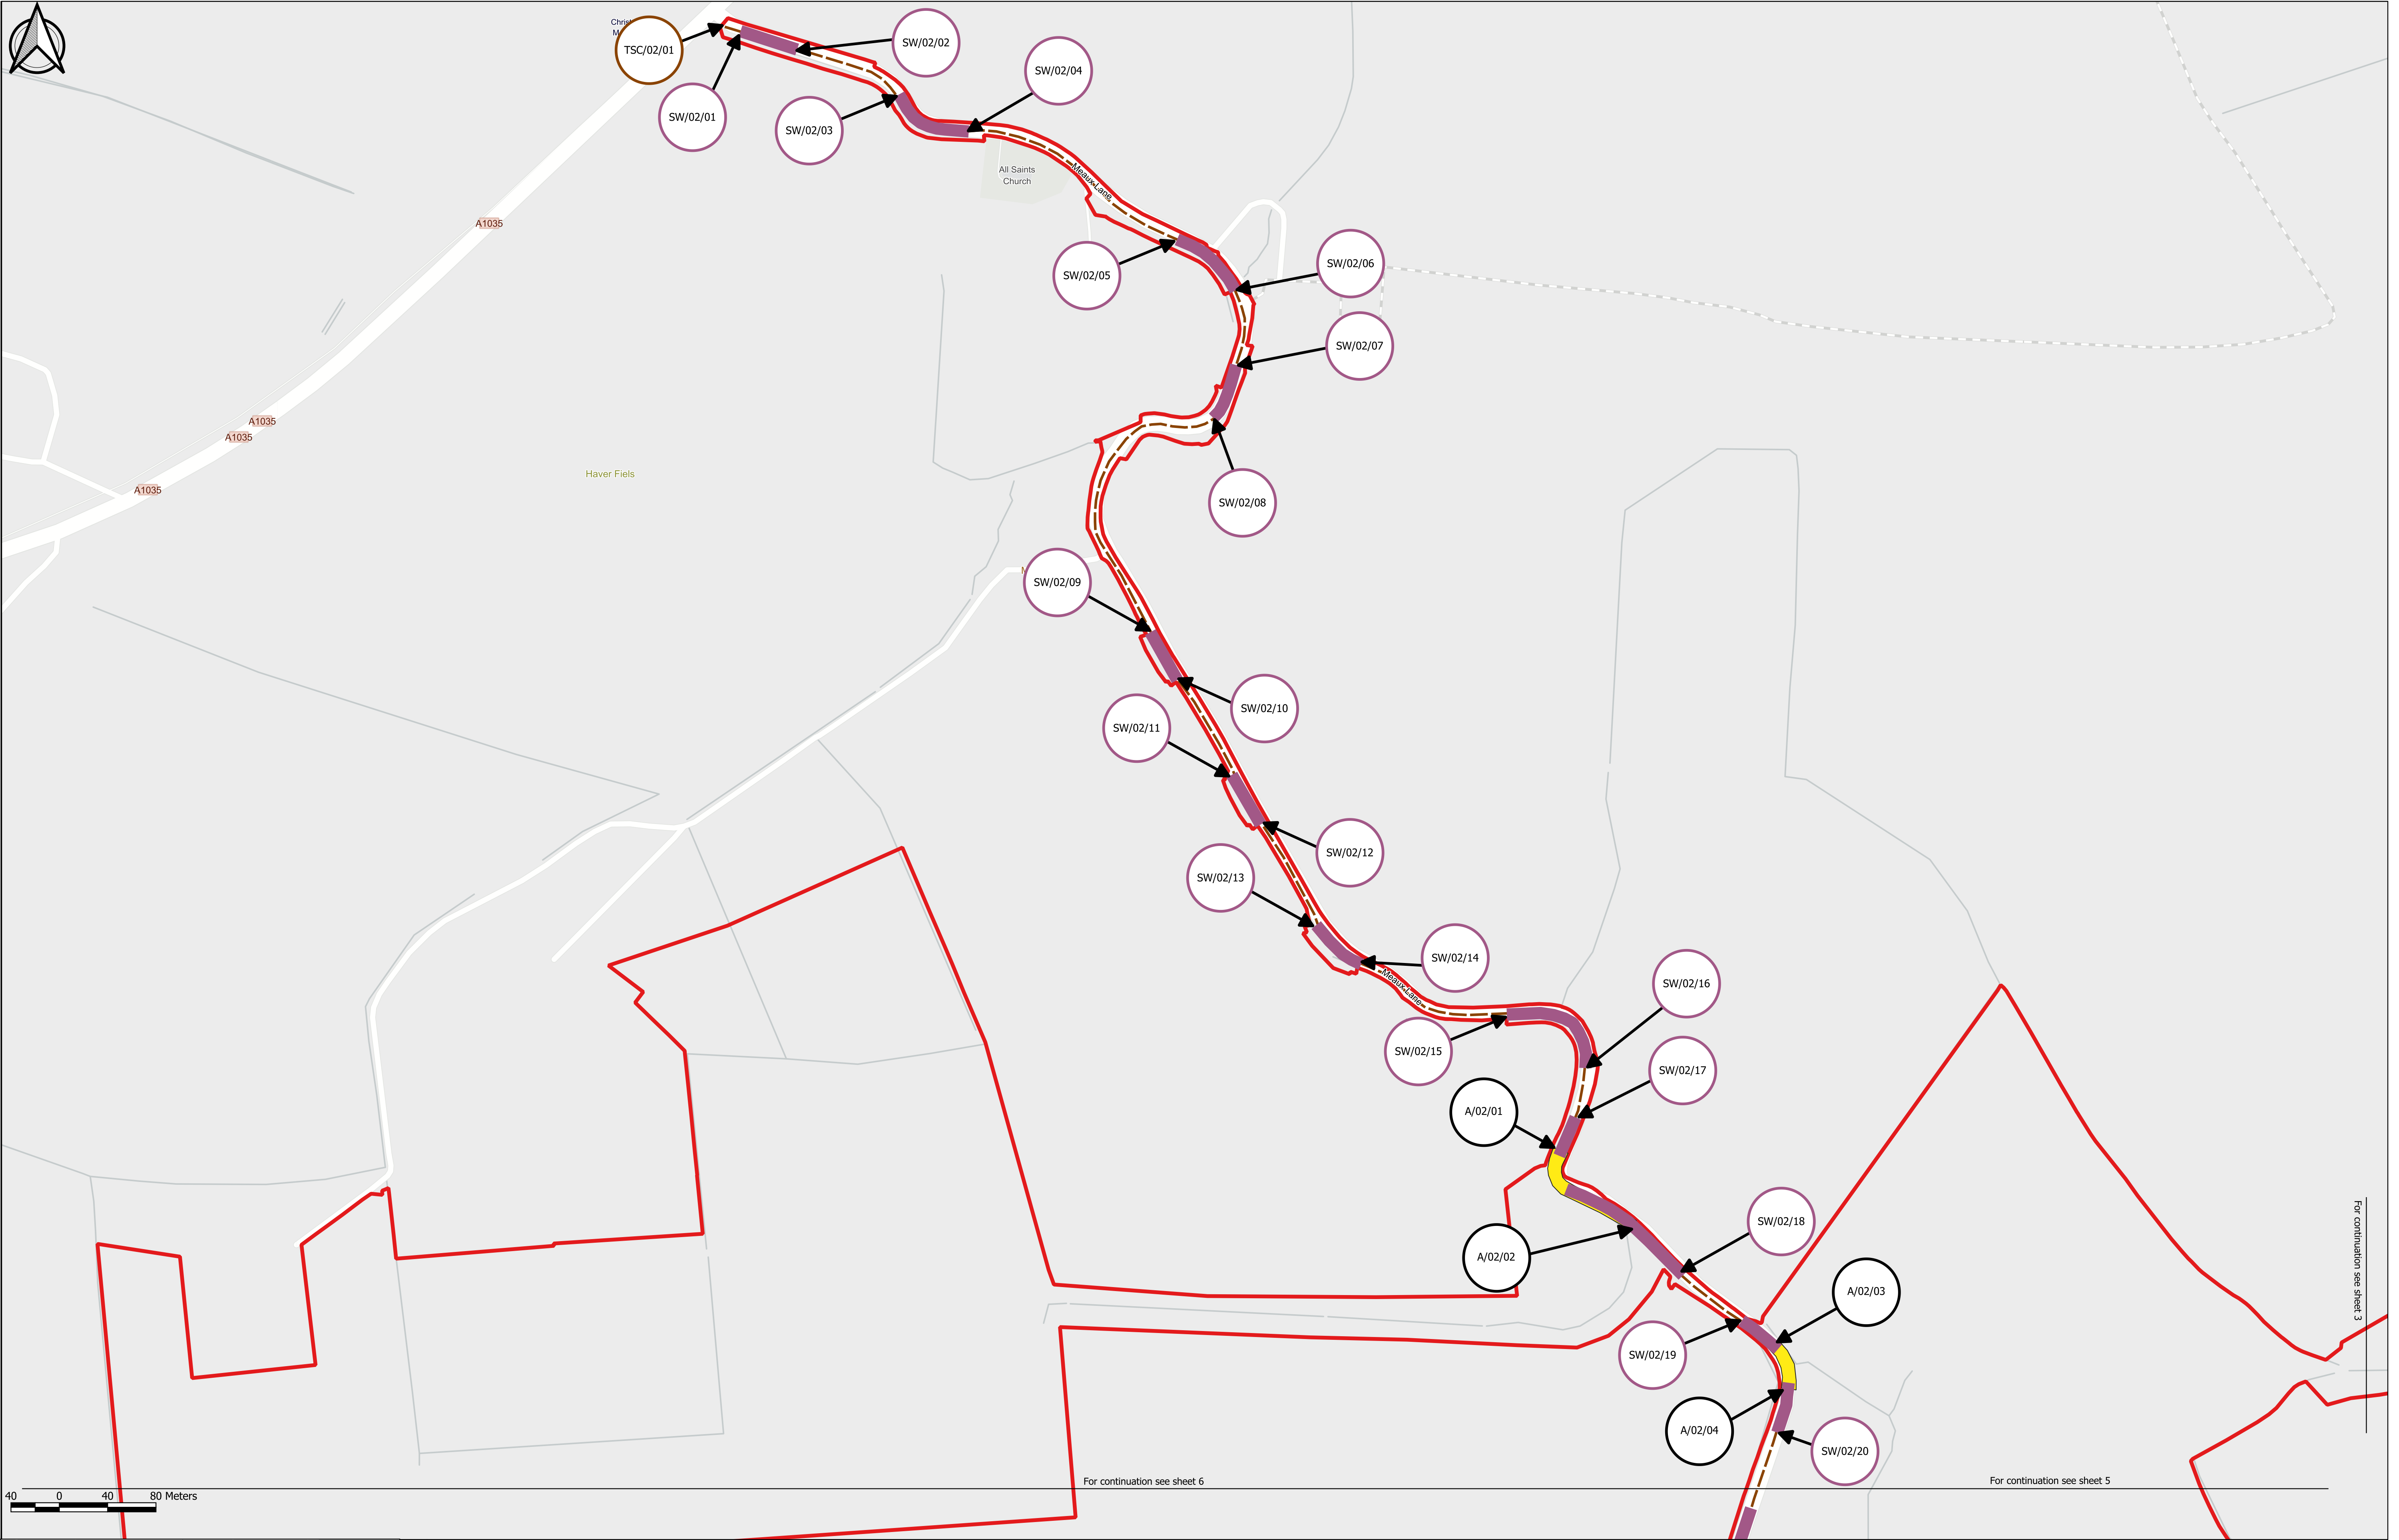 Christ
TSC/02/01
SW/02/02
SW/02/04
SW/02/01
SW/02/03
All Saints
Church
Meaux Lane
A1035
SW/02/05
SW/02/06
SW/02/07
A1035
A1035
Haver Fiels
A1035
SW/02/08
SW/02/09
SW/02/10
SW/02/11
SW/02/12
SW/02/13
SW/02/14
Meaux Lane
SW/02/16
SW/02/15
SW/02/17
A/02/01
SW/02/18
A/02/02
A/02/03
For continuation see sheet 3
SW/02/19
A/02/04
SW/02/20
For continuation see sheet 6
For continuation see sheet 5
40 0 40 80 Meters